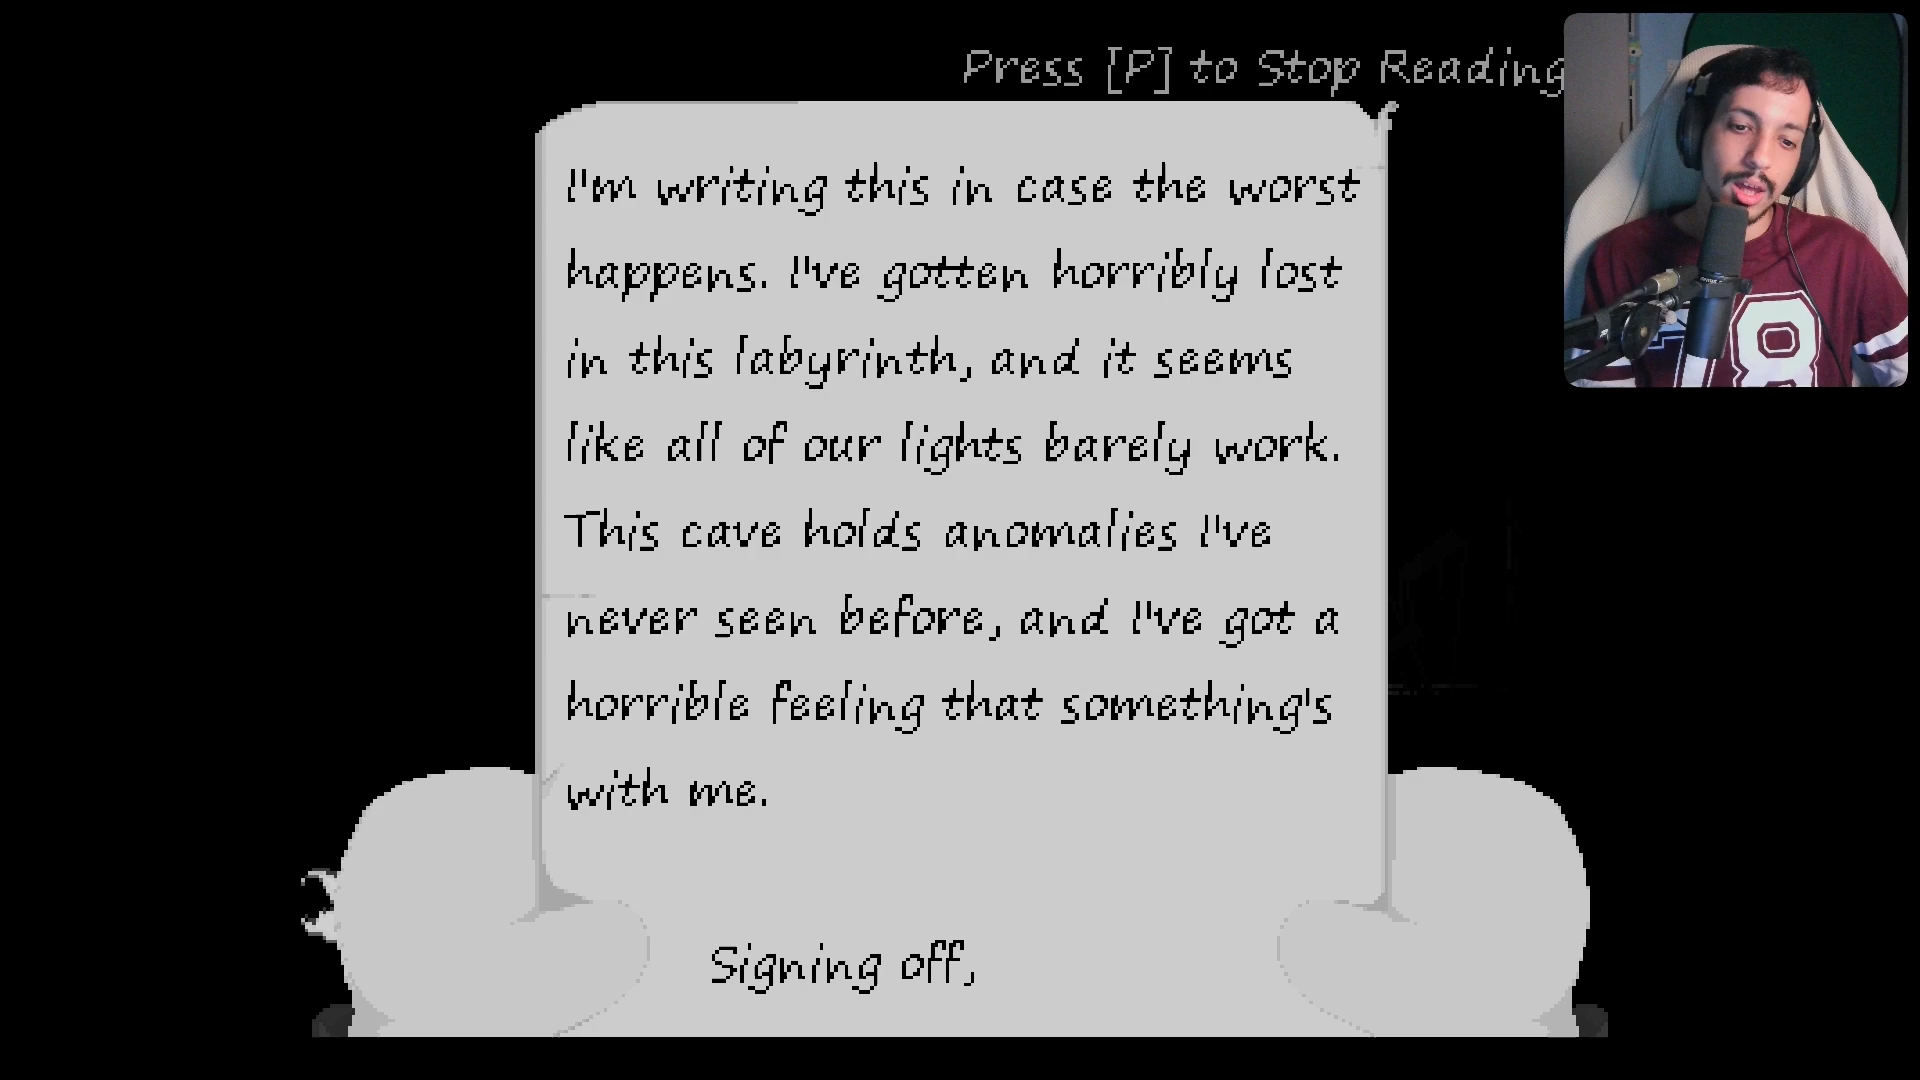 Press [P] to Stop Reading
I'm writing this in case the worst
happens. I've gotten horribly lost
in this labyrinth, and it seems
like all of our lights barely work.
This cave holds anomalies I've
never seen before, and I've got a
horrible feeling that something's
with me.
Signing off,
18